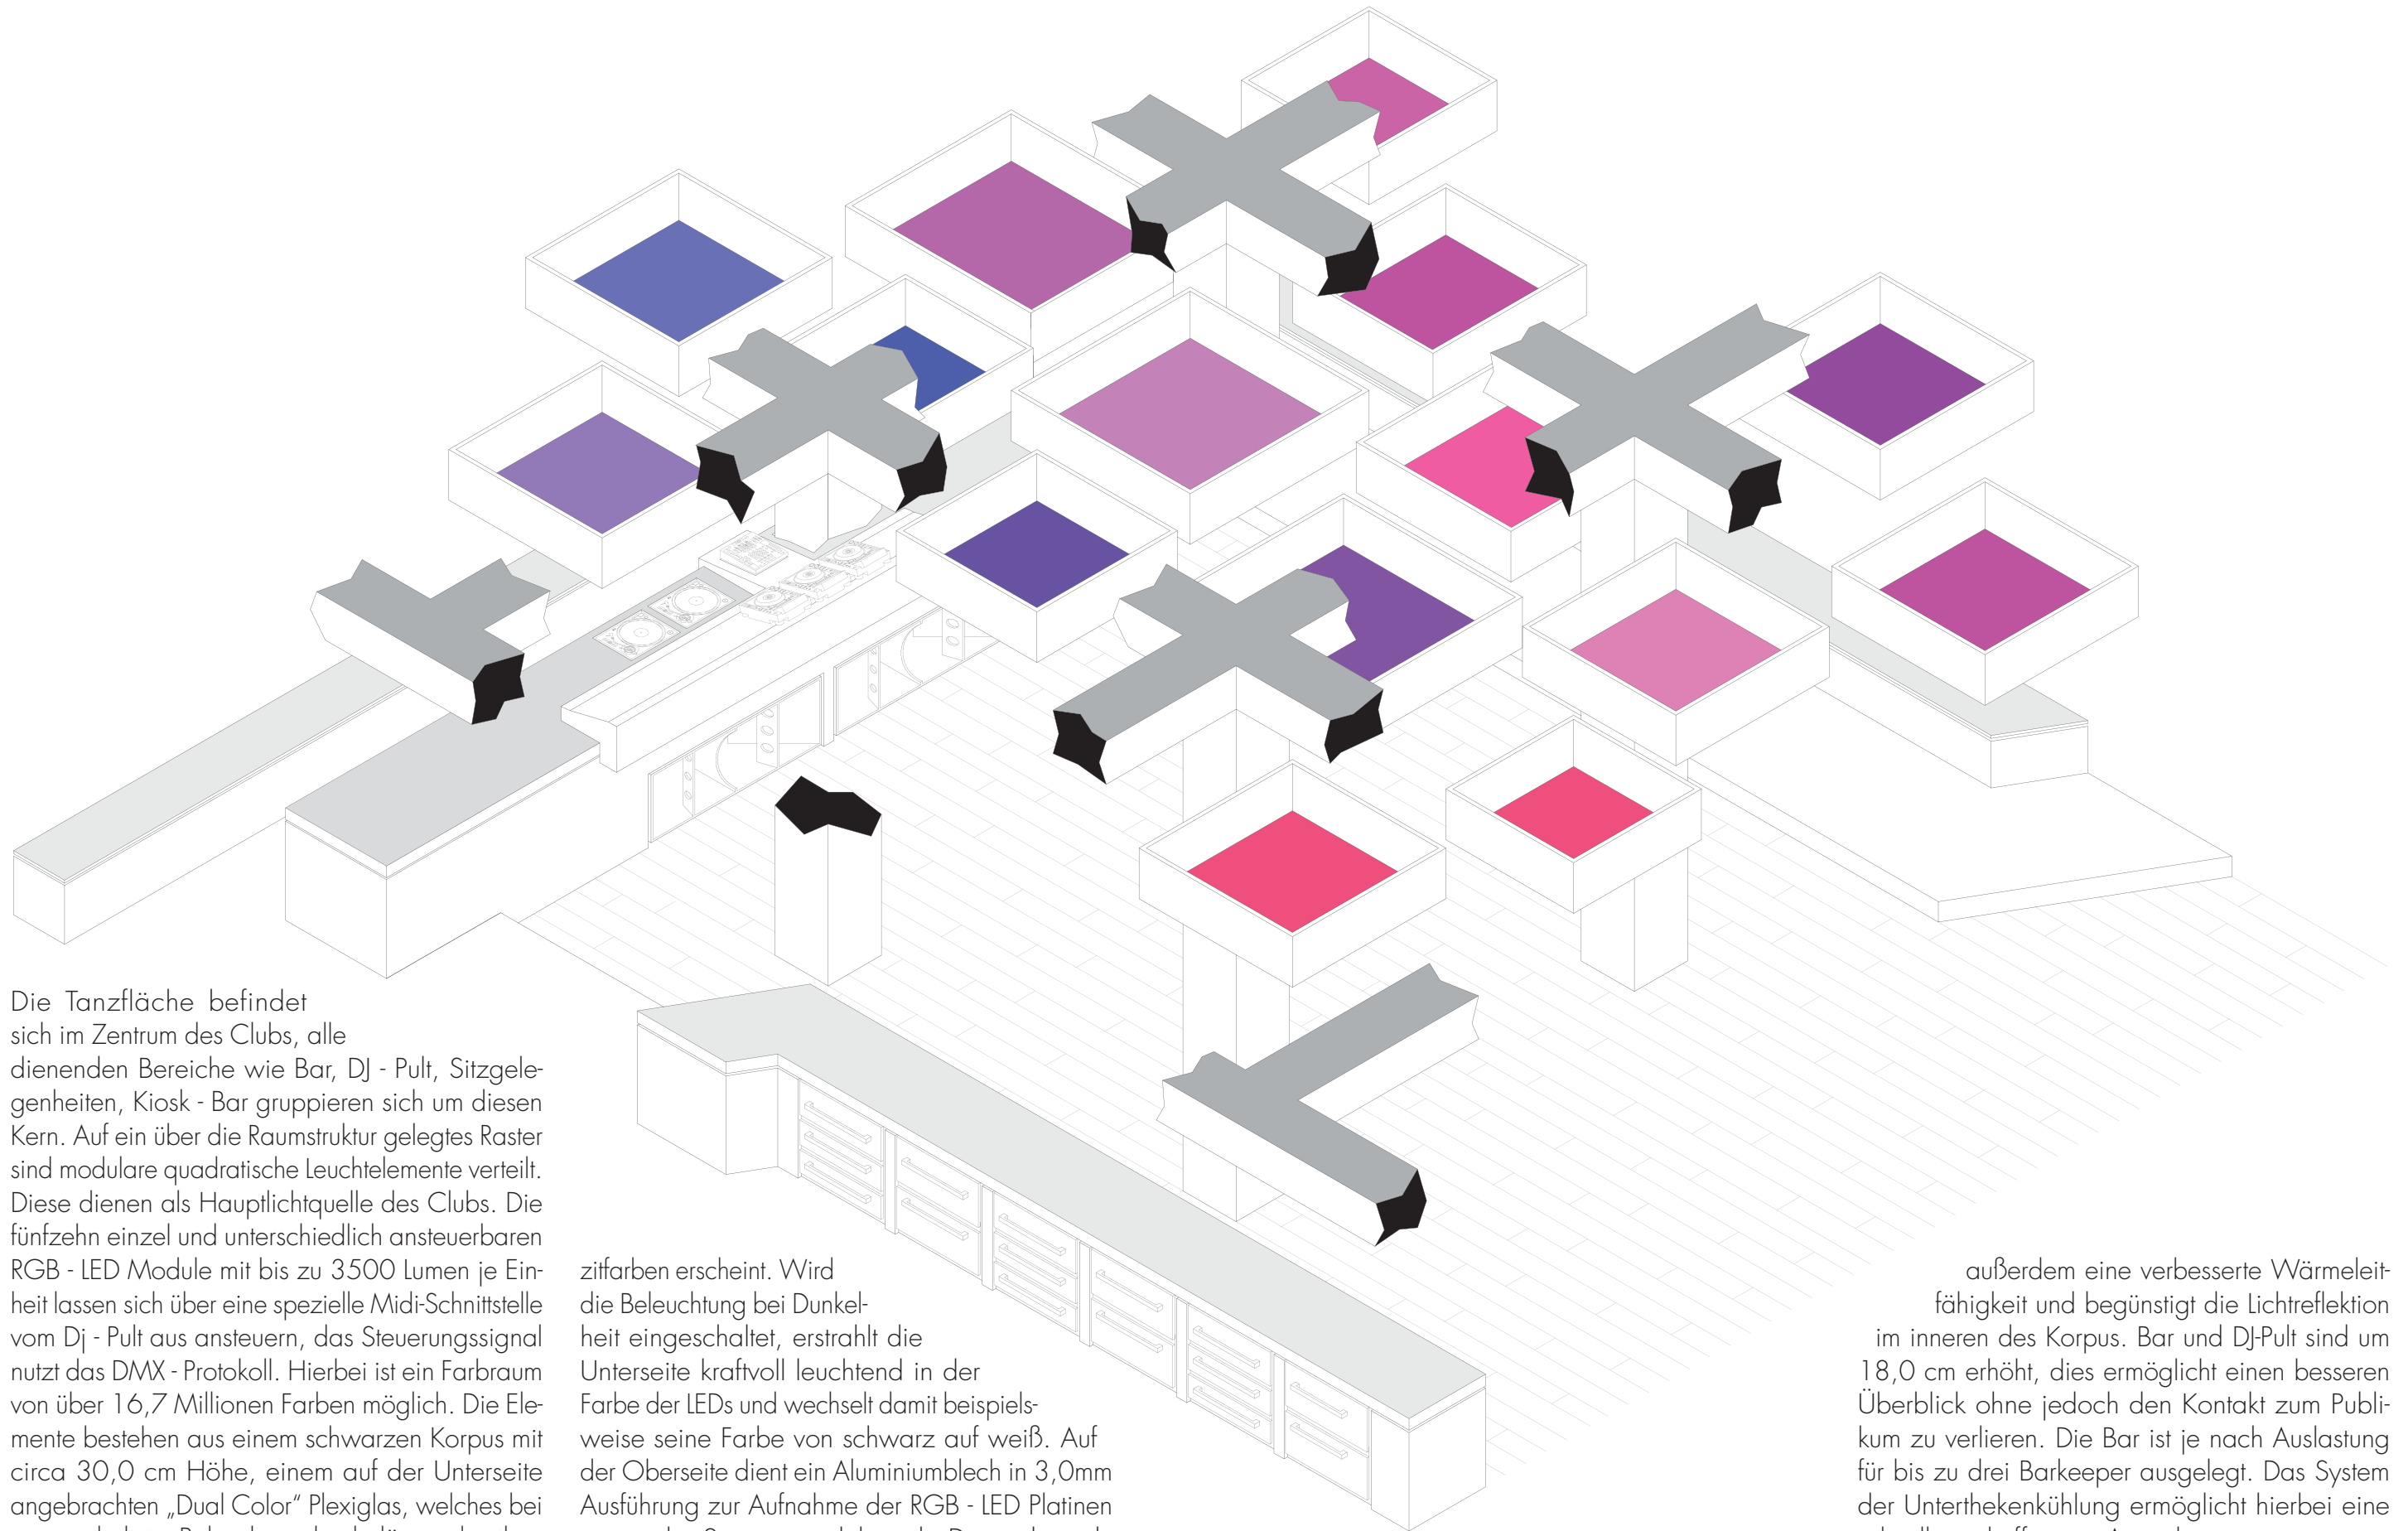 Die Tanzfläche befindet
sich im Zentrum des Clubs, alle
dienenden Bereiche wie Bar, DJ - Pult, Sitzgele-
genheiten, Kiosk - Bar gruppieren sich um diesen
Kern. Auf ein über die Raumstruktur gelegtes Raster
sind modulare quadratische Leuchtelemente verteilt.
Diese dienen als Hauptlichtquelle des Clubs. Die
fünfzehn einzel und unterschiedlich ansteuerbaren
RGB - LED Module mit bis zu 3500 Lumen je Ein-
heit lassen sich über eine spezielle Midi-Schnittstelle
vom Dj - Pult aus ansteuern, das Steuerungssignal
nutzt das DMX - Protokoll. Hierbei ist ein Farbraum
von über 16,7 Millionen Farben möglich. Die Ele-
mente bestehen aus einem schwarzen Korpus mit
circa 30,0 cm Höhe, einem auf der Unterseite
angebrachten „Dual Color“ Plexiglas, welches bei
zitfarben erscheint. Wird
die Beleuchtung bei Dunkel-
heit eingeschaltet, erstrahlt die
Unterseite kraftvoll leuchtend in der
Farbe der LEDs und wechselt damit beispiels-
weise seine Farbe von schwarz auf weiß. Auf
der Oberseite dient ein Aluminiumblech in 3,0mm
Ausführung zur Aufnahme der RGB - LED Platinen
außerdem eine verbesserte Wärmeleit-
fähigkeit und begünstigt die Lichtreflektion
im inneren des Korpus. Bar und DJ-Pult sind um
18,0 cm erhöht, dies ermöglicht einen besseren
Überblick ohne jedoch den Kontakt zum Publi-
kum zu verlieren. Die Bar ist je nach Auslastung
für bis zu drei Barkeeper ausgelegt. Das System
der Unterthekenkühlung ermöglicht hierbei eine